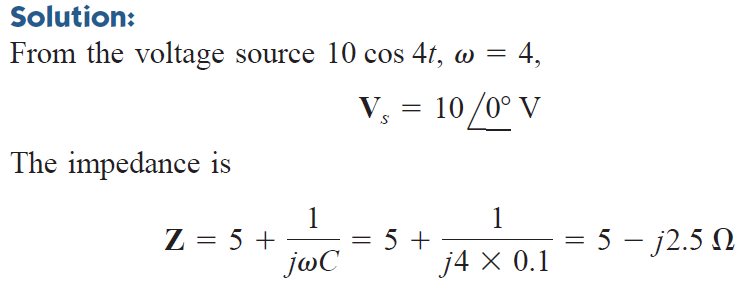 Solution:
From the voltage source 10 cos 4t, ω = 4,
V_s = 10∠0° V
The impedance is
Z = 5 + 1/(jωC) = 5 + 1/(j4 × 0.1) = 5 − j2.5 Ω